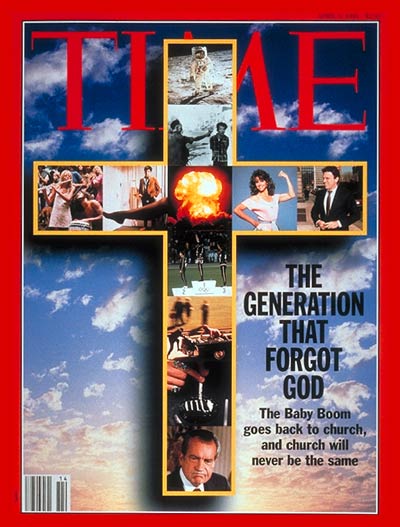 TIME
THE
GENERATION
THAT
FORGOT
GOD
The Baby Boom
goes back to church,
and church will
never be the same
14